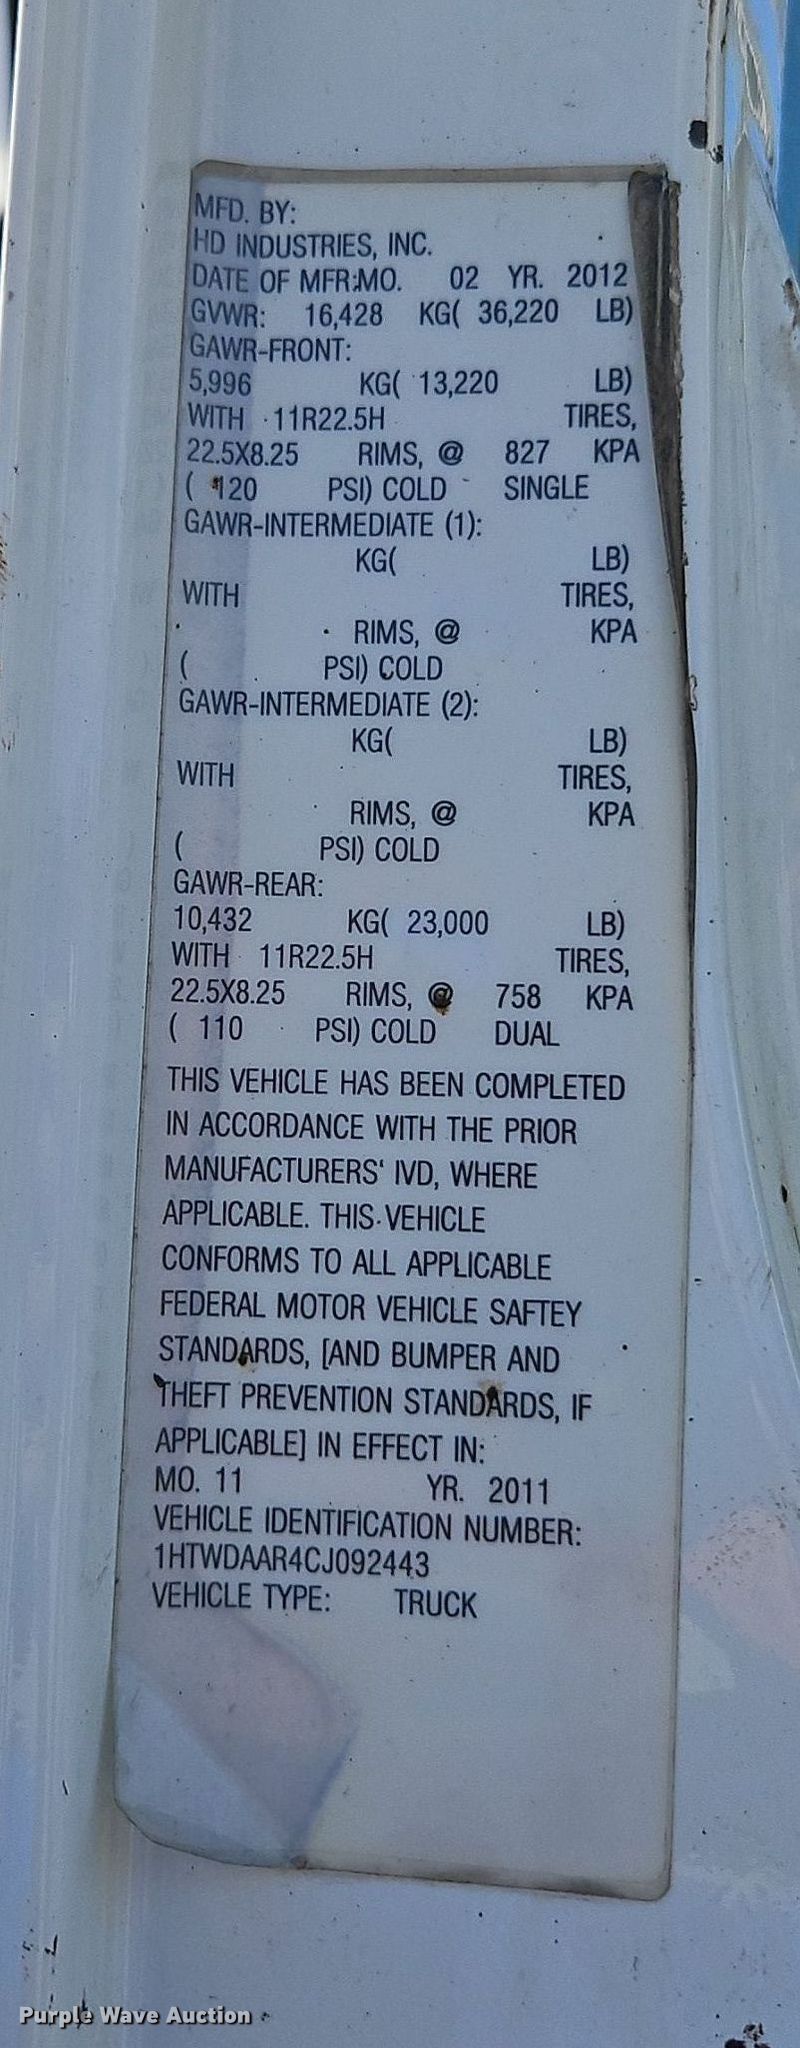 MFD. BY:
HD INDUSTRIES, INC.
DATE OF MFR:MO. 02 YR. 2012
GVWR: 16,428 KG( 36,220 LB)
GAWR-FRONT:
5,996 KG( 13,220 LB)
WITH 11R22.5H TIRES,
22.5X8.25 RIMS, @ 827 KPA
( 120 PSI) COLD SINGLE
GAWR-INTERMEDIATE (1):
KG( LB)
WITH TIRES,
RIMS, @ KPA
( PSI) COLD
GAWR-INTERMEDIATE (2):
KG( LB)
WITH TIRES,
RIMS, @ KPA
( PSI) COLD
GAWR-REAR:
10,432 KG( 23,000 LB)
WITH 11R22.5H TIRES,
22.5X8.25 RIMS, @ 758 KPA
( 110 PSI) COLD DUAL
THIS VEHICLE HAS BEEN COMPLETED
IN ACCORDANCE WITH THE PRIOR
MANUFACTURERS' IVD, WHERE
APPLICABLE. THIS VEHICLE
CONFORMS TO ALL APPLICABLE
FEDERAL MOTOR VEHICLE SAFTEY
STANDARDS, [AND BUMPER AND
THEFT PREVENTION STANDARDS, IF
APPLICABLE] IN EFFECT IN:
MO. 11 YR. 2011
VEHICLE IDENTIFICATION NUMBER:
1HTWDAAR4CJ092443
VEHICLE TYPE: TRUCK
Purple Wave Auction